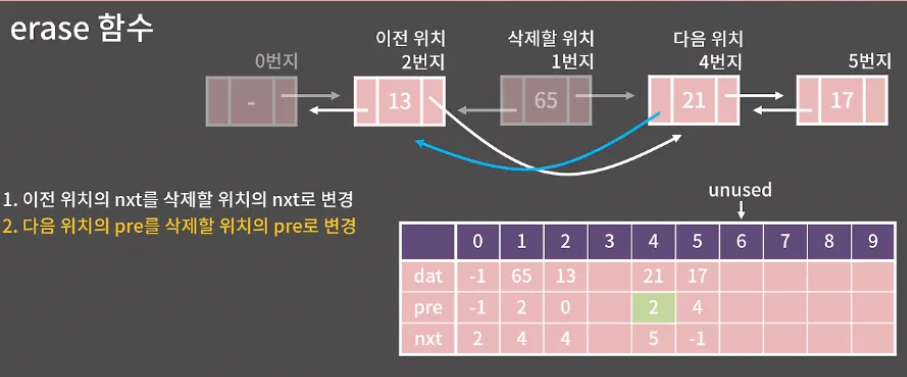 erase 함수
이전 위치 삭제할 위치 다음 위치
0번지 2번지 1번지 4번지 5번지
- 13 65 21 17
1. 이전 위치의 nxt를 삭제할 위치의 nxt로 변경
2. 다음 위치의 pre를 삭제할 위치의 pre로 변경
unused
0 1 2 3 4 5 6 7 8 9
dat -1 65 13 21 17
pre -1 2 0 2 4
nxt 2 4 4 5 -1